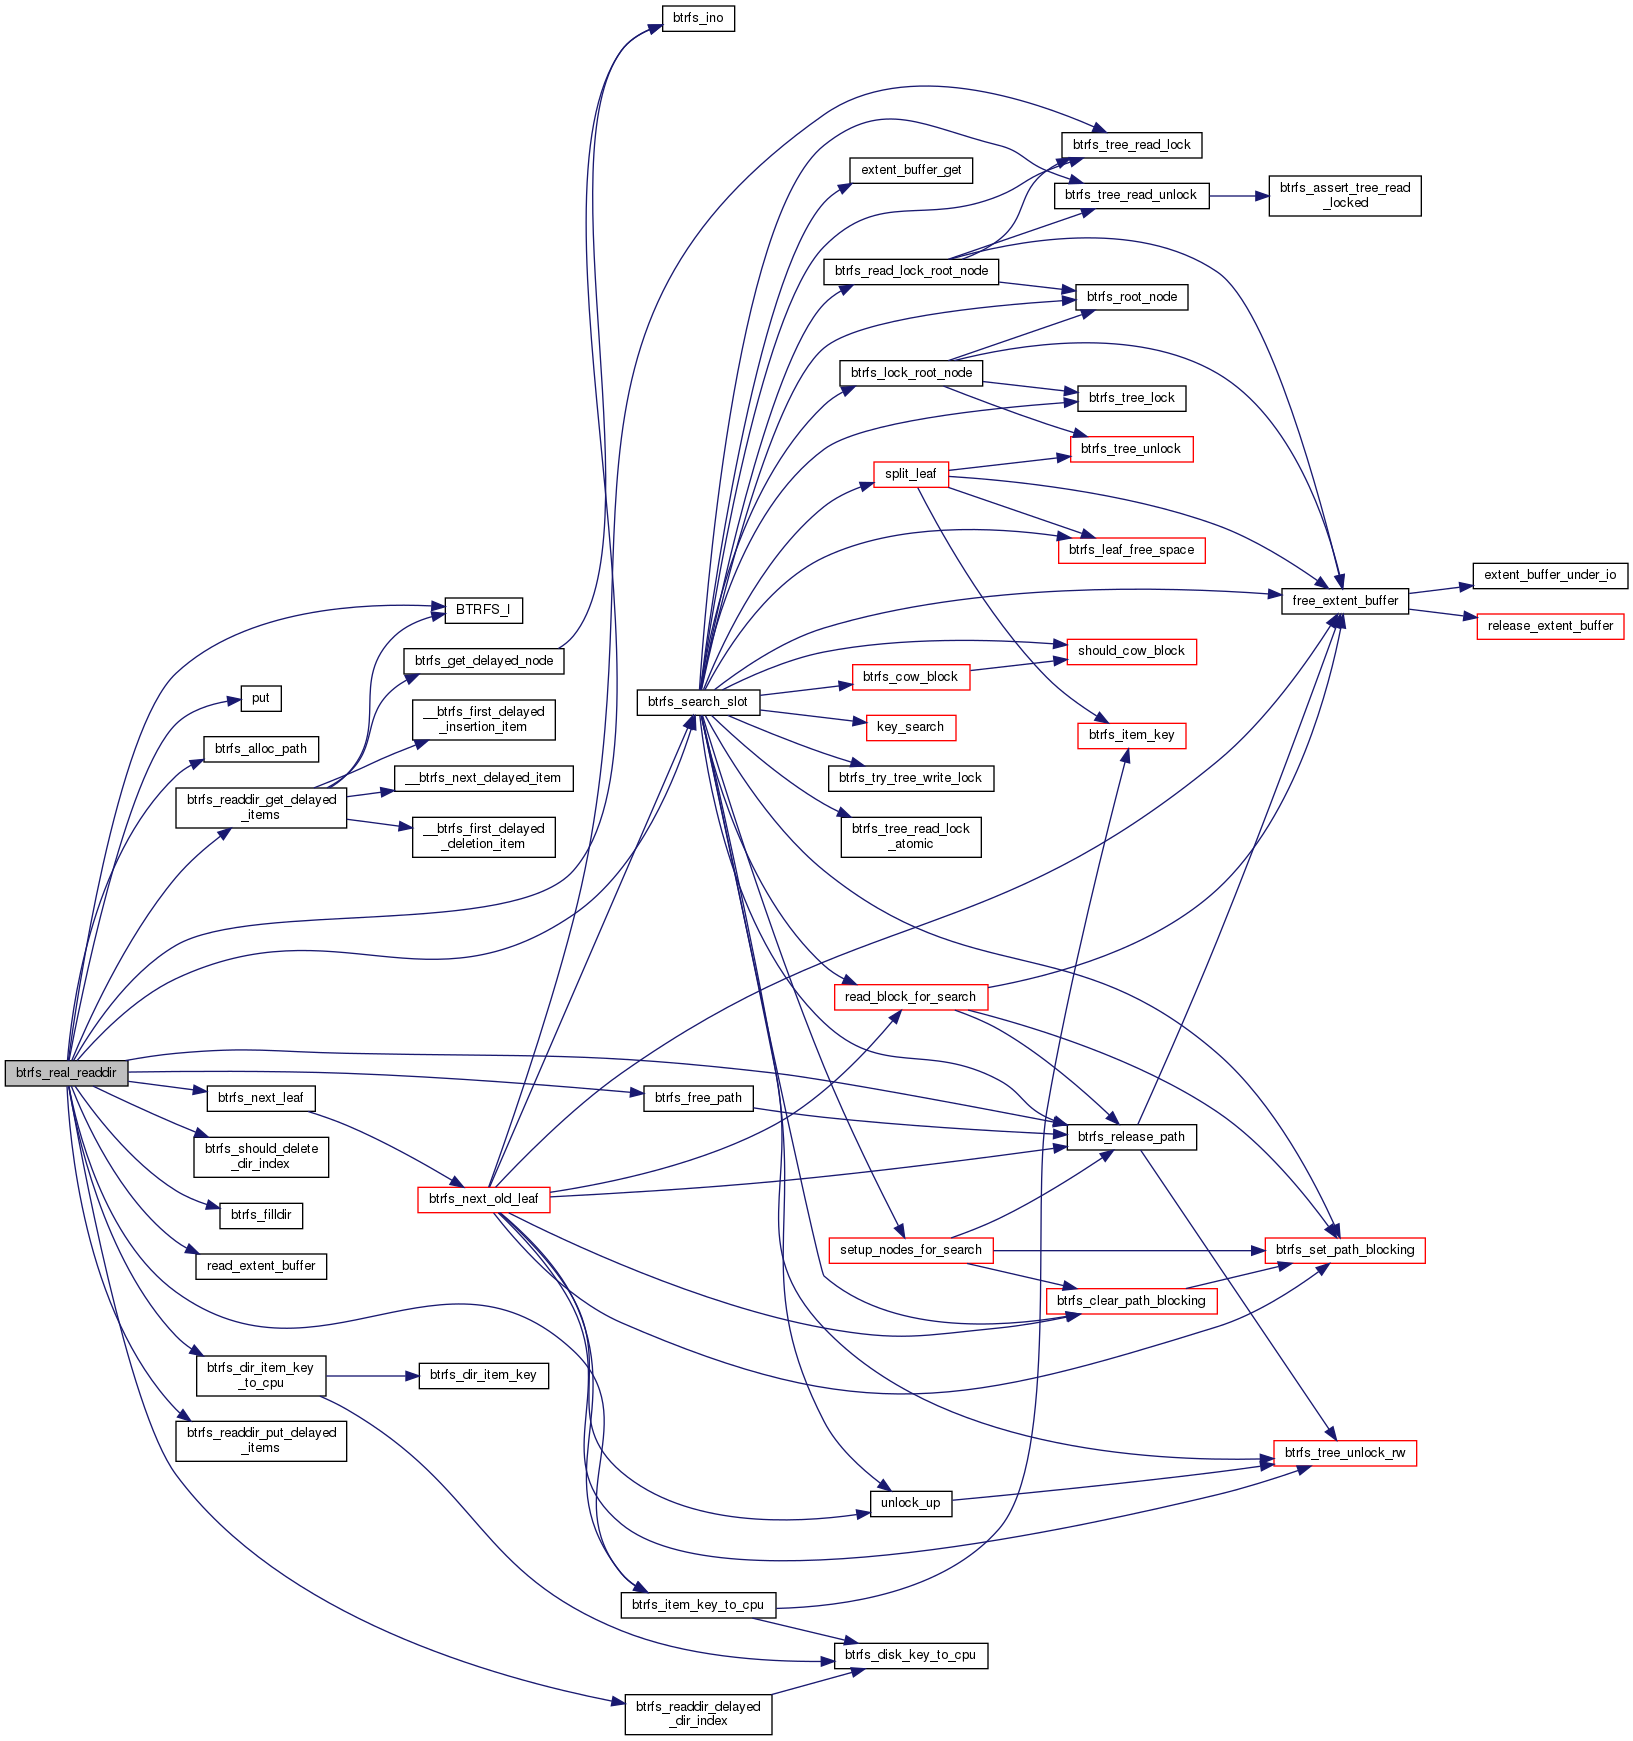 btrfs_ino
btrfs_tree_read_lock
extent_buffer_get
btrfs_tree_read_unlock
btrfs_assert_tree_read
_locked
btrfs_read_lock_root_node
btrfs_root_node
btrfs_lock_root_node
btrfs_tree_lock
btrfs_tree_unlock
split_leaf
btrfs_leaf_free_space
extent_buffer_under_io
free_extent_buffer
release_extent_buffer
BTRFS_I
btrfs_get_delayed_node
should_cow_block
btrfs_cow_block
put
btrfs_search_slot
__btrfs_first_delayed
_insertion_item
key_search
btrfs_item_key
btrfs_alloc_path
__btrfs_next_delayed_item
btrfs_try_tree_write_lock
btrfs_readdir_get_delayed
_items
__btrfs_first_delayed
_deletion_item
btrfs_tree_read_lock
_atomic
read_block_for_search
btrfs_real_readdir
btrfs_next_leaf
btrfs_free_path
btrfs_release_path
btrfs_should_delete
_dir_index
btrfs_next_old_leaf
btrfs_filldir
setup_nodes_for_search
btrfs_set_path_blocking
read_extent_buffer
btrfs_clear_path_blocking
btrfs_dir_item_key
_to_cpu
btrfs_dir_item_key
btrfs_readdir_put_delayed
_items
btrfs_tree_unlock_rw
unlock_up
btrfs_item_key_to_cpu
btrfs_disk_key_to_cpu
btrfs_readdir_delayed
_dir_index